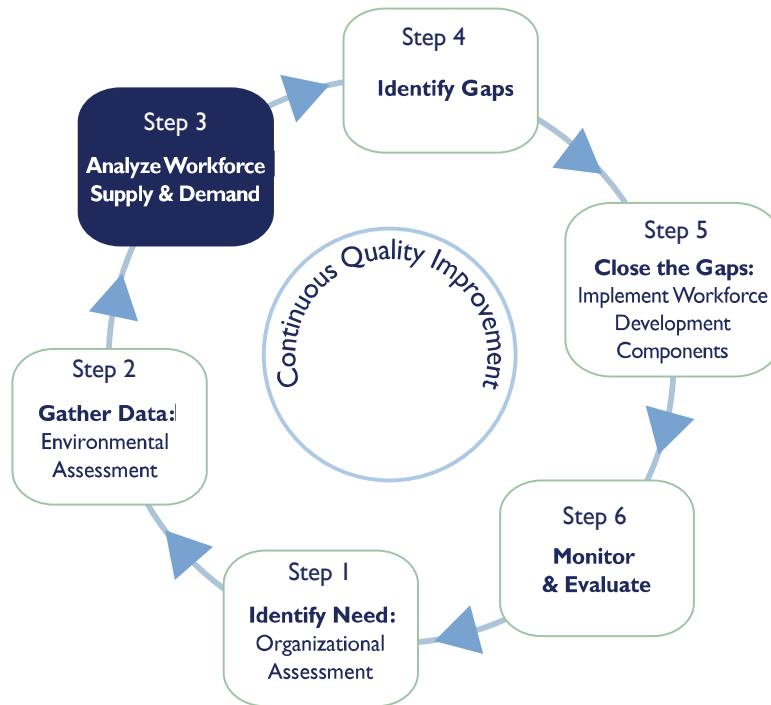 Step 4
Identify Gaps
Step 3
Analyze Workforce
Supply & Demand
Step 5
Close the Gaps:
Implement Workforce
Development
Components
Continuous Quality Improvement
Step 2
Gather Data:
Environmental
Assessment
Step 6
Monitor
& Evaluate
Step 1
Identify Need:
Organizational
Assessment